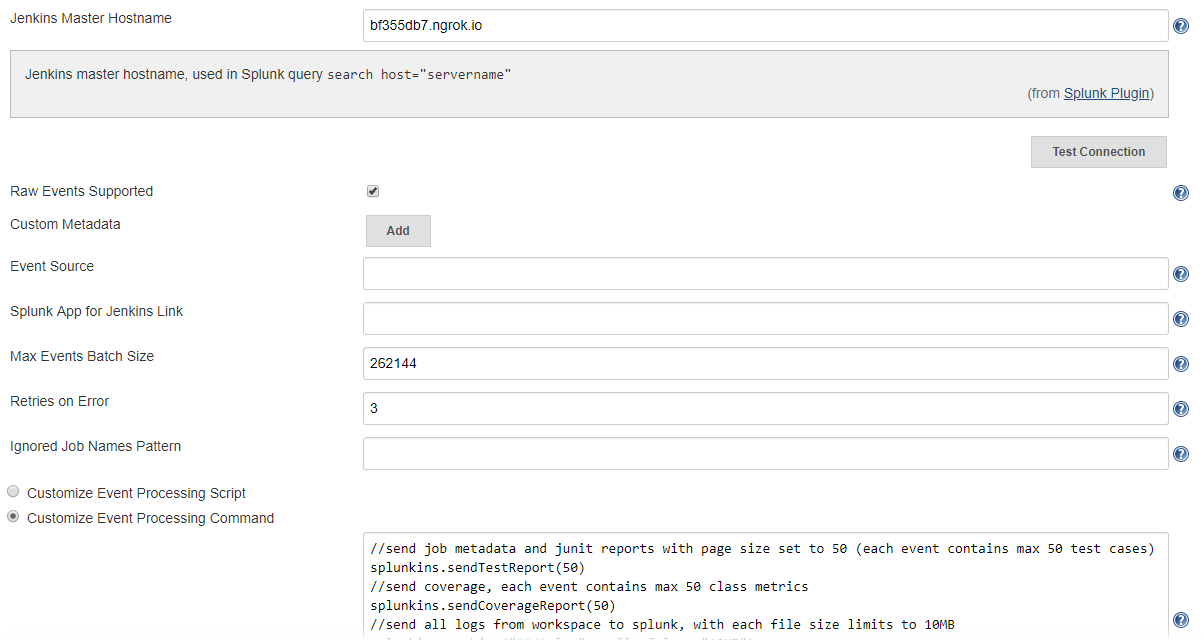 Jenkins Master Hostname
bf355db7.ngrok.io
Jenkins master hostname, used in Splunk query search host="servername"
(from Splunk Plugin)
Test Connection
Raw Events Supported
Custom Metadata
Add
Event Source
Splunk App for Jenkins Link
Max Events Batch Size
262144
Retries on Error
3
Ignored Job Names Pattern
Customize Event Processing Script
Customize Event Processing Command
//send job metadata and junit reports with page size set to 50 (each event contains max 50 test cases)
splunkins.sendTestReport(50)
//send coverage, each event contains max 50 class metrics
splunkins.sendCoverageReport(50)
//send all logs from workspace to splunk, with each file size limits to 10MB